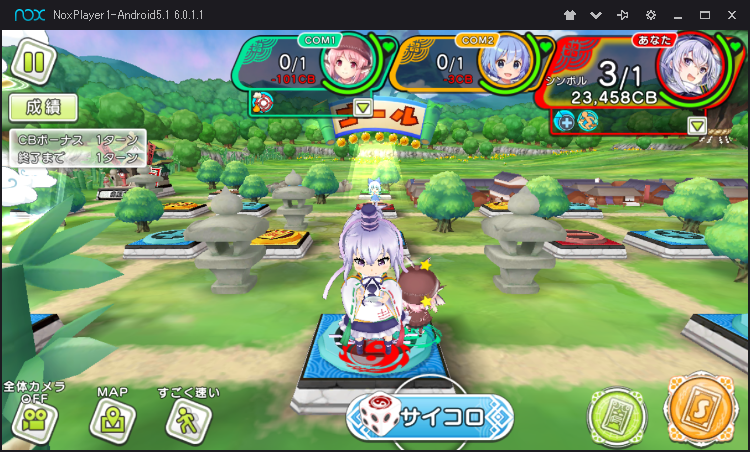 nox NoxPlayer1-Android5.1 6.0.1.1
COM1
0/1
-181CB
COM2
0/1
-3CB
あなた
シンボル 3/1
23,458CB
成績
CBボーナス 1ターン
終了まで 1ターン
ゴール
全体カメラ
OFF
MAP
すごく速い
サイコロ
S